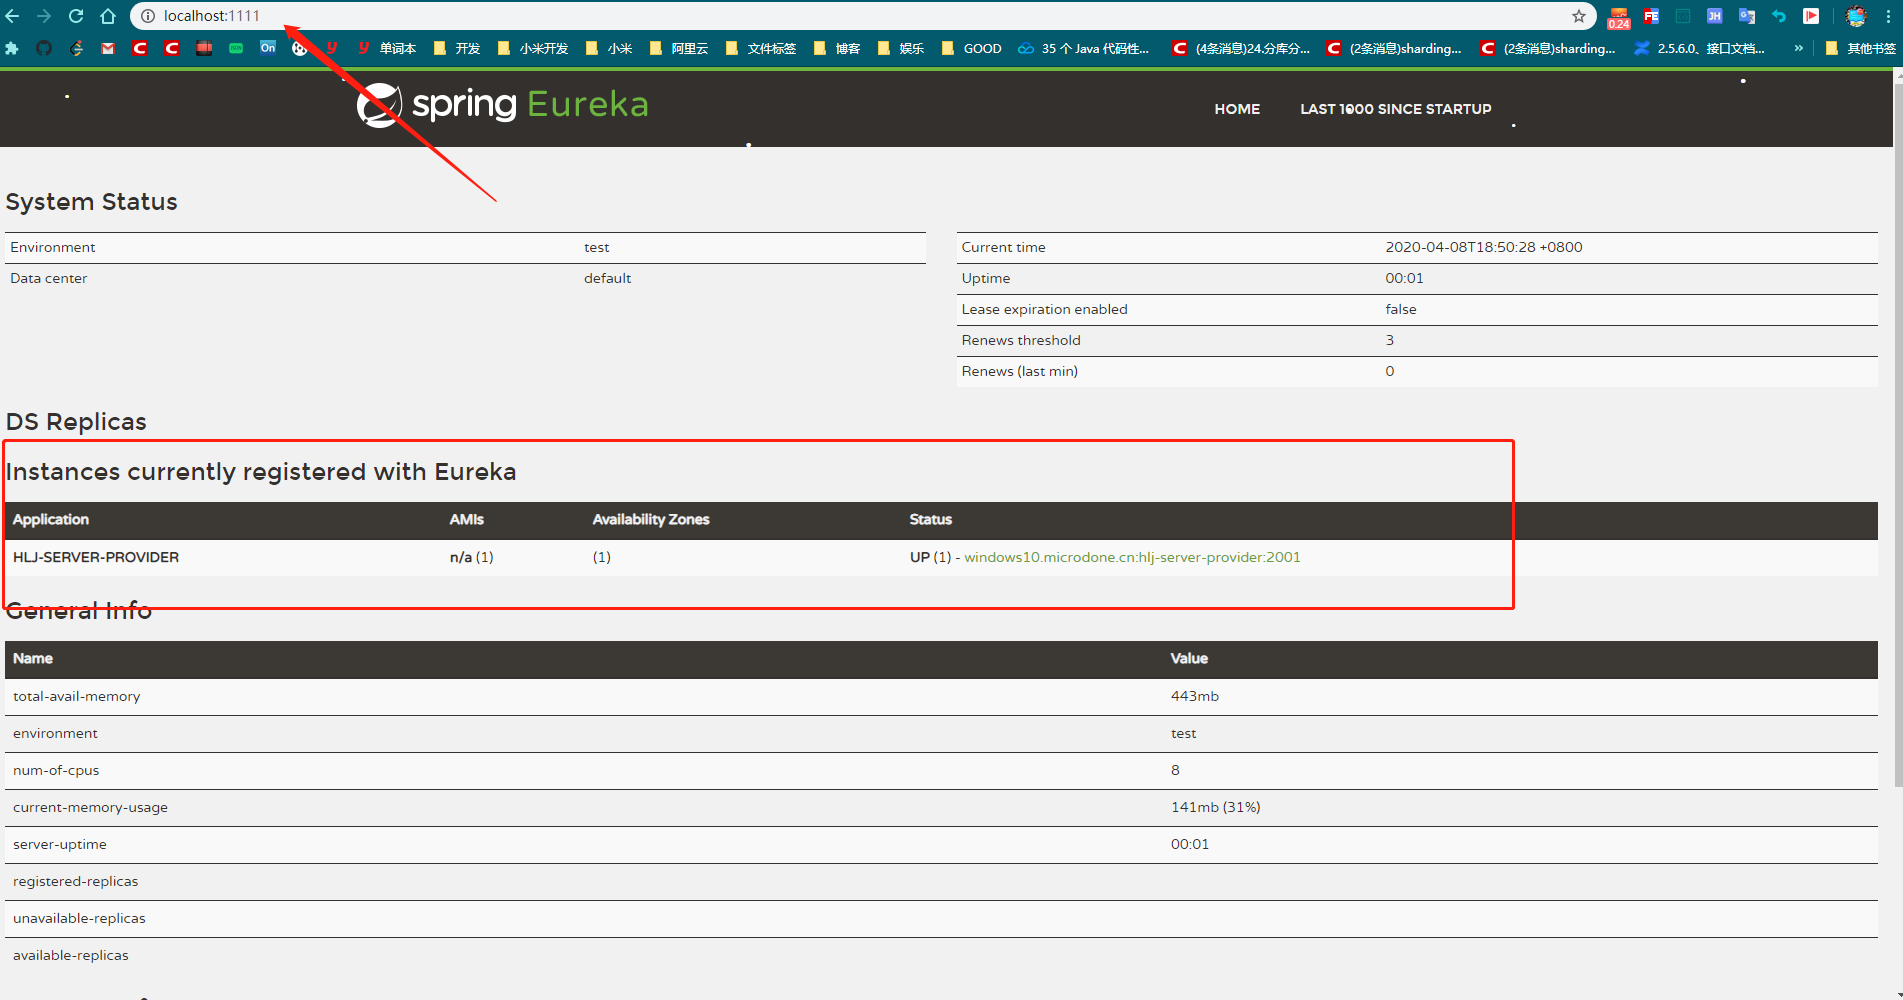 localhost:1111
0.24 FE JH
On 单词本 开发 小米开发 小米 阿里云 文件标签 博客 娱乐 GOOD 35 个 Java 代码性... (4条消息)24.分库分... (2条消息)sharding... (2条消息)sharding... 2.5.6.0、接口文档... » 其他书签
spring Eureka
HOME LAST 1000 SINCE STARTUP
System Status
Environment test
Data center default
Current time 2020-04-08T18:50:28 +0800
Uptime 00:01
Lease expiration enabled false
Renews threshold 3
Renews (last min) 0
DS Replicas
Instances currently registered with Eureka
Application AMIs Availability Zones Status
HLJ-SERVER-PROVIDER n/a (1) (1) UP (1) - windows10.microdone.cn:hlj-server-provider:2001
General Info
Name Value
total-avail-memory 443mb
environment test
num-of-cpus 8
current-memory-usage 141mb (31%)
server-uptime 00:01
registered-replicas
unavailable-replicas
available-replicas